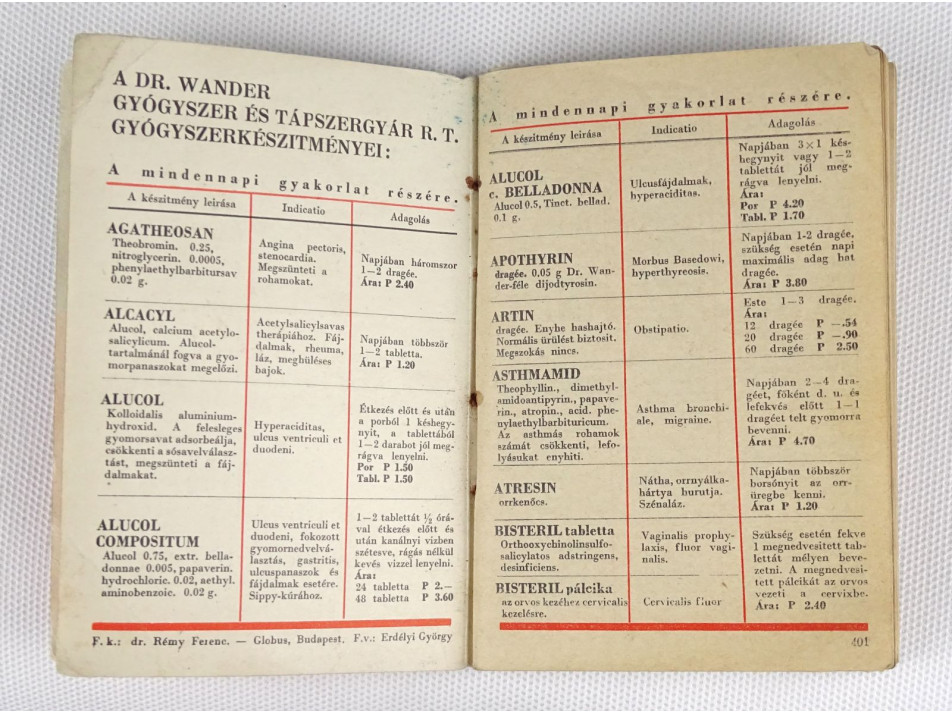 A DR. WANDER
GYÓGYSZER ÉS TÁPSZERGYÁR R. T.
GYÓGYSZERKÉSZITMÉNYEI:
A mindennapi gyakorlat részére.
A készitmény leirása
Indicatio
Adagolás
AGATHEOSAN
Theobromin. 0.25,
nitroglycerin. 0.0005,
phenylaethylbarbitursav
0.02 g.
Angina pectoris,
stenocardia.
Megszünteti a
rohamokat.
Napjában háromszor
1—2 dragée.
Ára: P 2.40
ALCACYL
Alucol, calcium acetylo-
salicylicum. Alucol-
tartalmánál fogva a gyo-
morpanaszokat megelőzi.
Acetylsalicylsavas
therápiához. Fáj-
dalmak, rheuma,
láz, meghüléses
bajok.
Napjában többször
1—2 tabletta.
Ára: P 1.20
ALUCOL
Kolloidalis aluminium-
hydroxid. A felesleges
gyomorsavat adsorbeálja,
csökkenti a sósavelválasz-
tást, megszünteti a fáj-
dalmakat.
Hyperaciditas,
ulcus ventriculi et
duodeni.
Étkezés előtt és után
a porból 1 késhegy-
nyit, a tablettából
1—2 darabot jól meg-
rágva lenyelni.
Por P 1.50
Tabl. P 1.50
ALUCOL
COMPOSITUM
Alucol 0.75, extr. bella-
donnae 0.005, papaverin.
hydrochloric. 0.02, aethyl.
aminobenzoic. 0.02 g.
Ulcus ventriculi et
duodeni, fokozott
gyomornedvelvá-
lasztás, gastritis,
ulcuspanaszok és
fájdalmak esetére.
Sippy-kúrához.
1—2 tablettát ½ órá-
val étkezés előtt és
után kanálnyi vizben
szétesve, rágás nélkül
kevés vizzel lenyelni.
Ára:
24 tabletta P 2.—
48 tabletta P 3.60
F. k.: dr. Rémy Ferenc. — Globus, Budapest. F.v.: Erdélyi György
A mindennapi gyakorlat részére.
A készitmény leirása
Indicatio
Adagolás
ALUCOL
c. BELLADONNA
Alucol 0.5, Tinct. bellad.
0.1 g.
Ulcusfájdalmak,
hyperaciditas.
Napjában 3×1 kés-
hegynyit vagy 1—2
tablettát jól meg-
rágva lenyelni.
Ára:
Por P 4.20
Tabl. P 1.70
APOTHYRIN
dragée. 0.05 g Dr. Wan-
der-féle dijodtyrosin.
Morbus Basedowi,
hyperthyreosis.
Napjában 1-2 dragée,
szükség esetén napi
maximális adag hat
dragée.
Ára: P 3.80
ARTIN
dragée. Enyhe hashajtó.
Normális ürülést biztosit.
Megszokás nincs.
Obstipatio.
Este 1—3 dragée.
Ára:
12 dragée P —.54
20 dragée P —.90
60 dragée P 2.50
ASTHMAMID
Theophyllin., dimethyl-
amidoantipyrin., papave-
rin., atropin., acid. phe-
nylaethylbarbituricum.
Az asthmás rohamok
számát csökkenti, lefo-
lyásukat enyhiti.
Asthma bronchi-
ale, migraine.
Napjában 2—4 dra-
géet, főként d. u. és
lefekvés előtt 1—1
dragéet telt gyomorra
bevenni.
Ára: P 4.70
ATRESIN
orrkenőcs.
Nátha, orrnyálka-
hártya hurutja.
Szénaláz.
Napjában többször
borsónyit az orr-
üregbe kenni.
Ára: P 1.20
BISTERIL tabletta
Orthooxychinolinsulfo-
salicylatos adstringens,
desinficiens.
Vaginalis prophy-
laxis, fluor vagi-
nalis.
Szükség esetén fekve
1 megnedvesitett tab-
lettát mélyen beve-
zetni. A megnedvesi-
tett pálcikát az orvos
vezeti a cervixbe.
Ára: P 2.40
BISTERIL pálcika
az orvos kezéhez cervicalis
kezelésre.
Cervicalis fluor
401